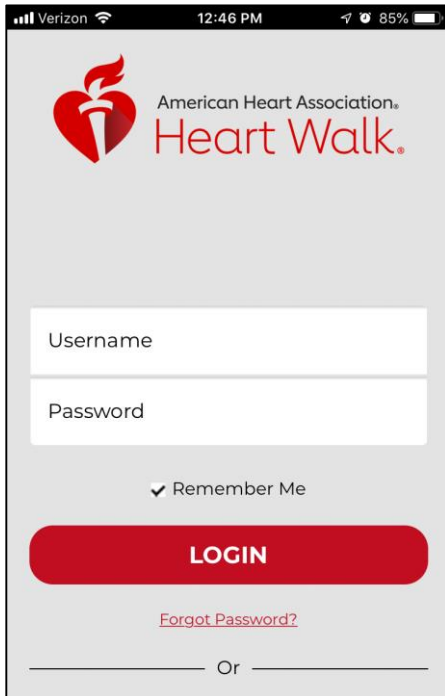 Verizon 12:46 PM 85%
American Heart Association®
Heart Walk®
Username
Password
Remember Me
LOGIN
Forgot Password?
Or